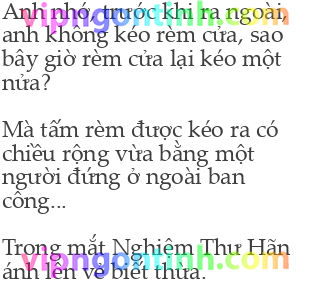 Anh nhớ, trước khi ra ngoài,
vipngontinh.com
anh không kéo rèm cửa, sao
bây giờ rèm cửa lại kéo một
nửa?
Mà tấm rèm được kéo ra có
chiều rộng vừa bằng một
người đứng ở ngoài ban
công...
Trong mắt Nghiêm Thư Hãn
vipngontinh.com
ánh lên vẻ biết thừa.